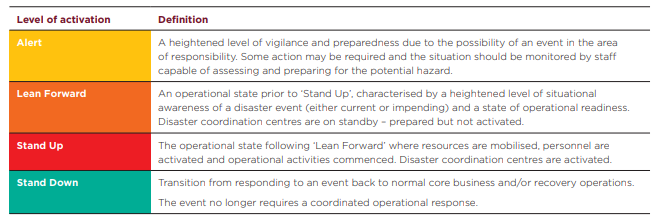 Level of activation Definition
Alert A heightened level of vigilance and preparedness due to the possibility of an event in the area
of responsibility. Some action may be required and the situation should be monitored by staff
capable of assessing and preparing for the potential hazard.
Lean Forward An operational state prior to ‘Stand Up’, characterised by a heightened level of situational
awareness of a disaster event (either current or impending) and a state of operational readiness.
Disaster coordination centres are on standby – prepared but not activated.
Stand Up The operational state following ‘Lean Forward’ where resources are mobilised, personnel are
activated and operational activities commenced. Disaster coordination centres are activated.
Stand Down Transition from responding to an event back to normal core business and/or recovery operations.
The event no longer requires a coordinated operational response.